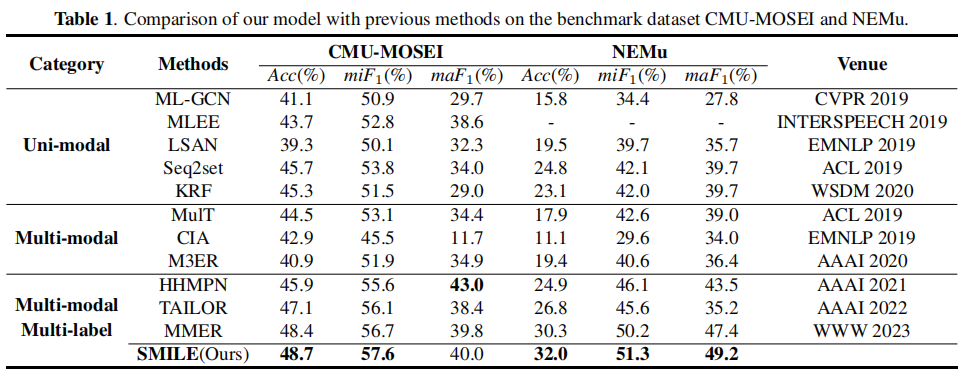 Table 1. Comparison of our model with previous methods on the benchmark dataset CMU-MOSEI and NEMu.
Category Methods CMU-MOSEI NEMu Venue
Acc(%) miF1(%) maF1(%) Acc(%) miF1(%) maF1(%)
Uni-modal ML-GCN 41.1 50.9 29.7 15.8 34.4 27.8 CVPR 2019
MLEE 43.7 52.8 38.6 - - - INTERSPEECH 2019
LSAN 39.3 50.1 32.3 19.5 39.7 35.7 EMNLP 2019
Seq2set 45.7 53.8 34.0 24.8 42.1 39.7 ACL 2019
KRF 45.3 51.5 29.0 23.1 42.0 39.7 WSDM 2020
Multi-modal MulT 44.5 53.1 34.4 17.9 42.6 39.0 ACL 2019
CIA 42.9 45.5 11.7 11.1 29.6 34.0 EMNLP 2019
M3ER 40.9 51.9 34.9 19.4 40.6 36.4 AAAI 2020
Multi-modal Multi-label HHMPN 45.9 55.6 43.0 24.9 46.1 43.5 AAAI 2021
TAILOR 47.1 56.1 38.4 26.8 45.6 35.2 AAAI 2022
MMER 48.4 56.7 39.8 30.3 50.2 47.4 WWW 2023
SMILE(Ours) 48.7 57.6 40.0 32.0 51.3 49.2